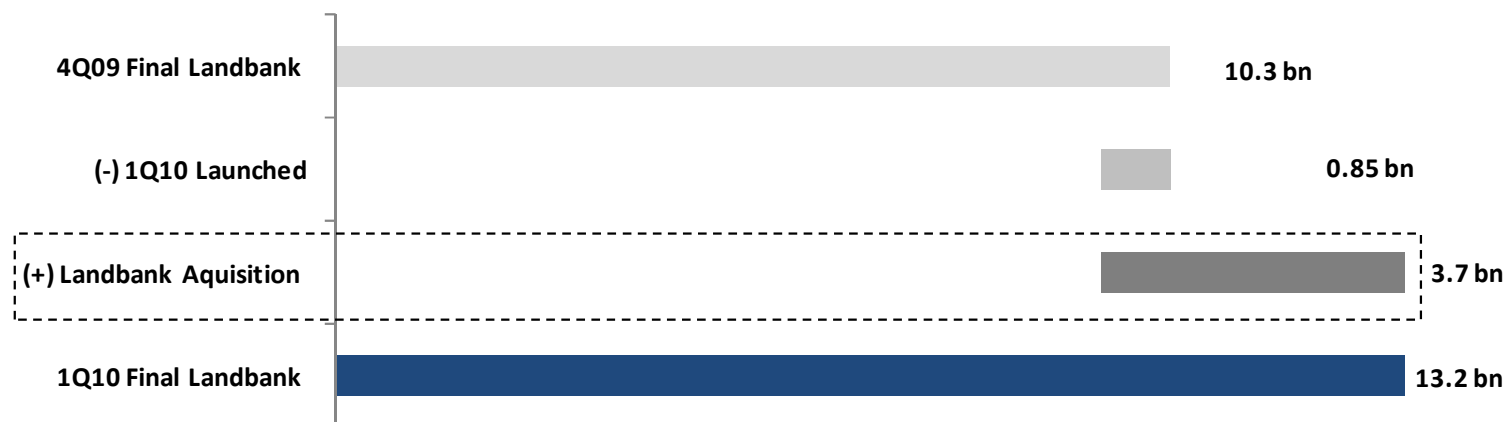 4Q09 Final Landbank 10.3 bn
(-) 1Q10 Launched 0.85 bn
(+) Landbank Aquisition 3.7 bn
1Q10 Final Landbank 13.2 bn